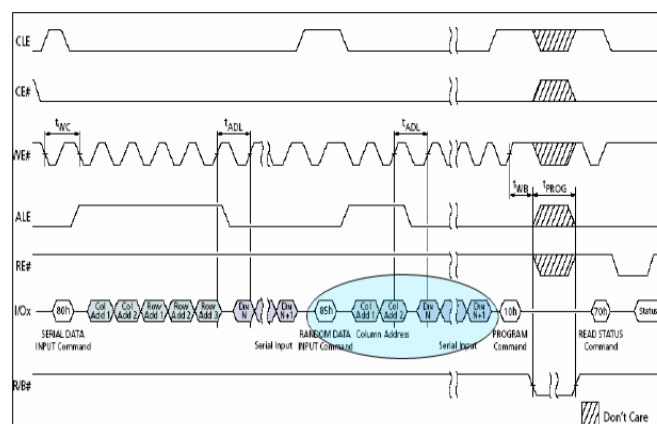 CLE
CE#
tWC
tADL
tADL
WE#
tWB
tPROG
ALE
RE#
I/Ox
80h
Col Add 1
Col Add 2
Row Add 1
Row Add 2
Row Add 3
DIN N
DIN N+1
85h
Col Add 1
Col Add 2
DIN N
DIN N+1
10h
70h
Status
SERIAL DATA INPUT Command
Serial Input
RANDOM DATA INPUT Command
Column Address
Serial Input
PROGRAM Command
READ STATUS Command
R/B#
Don't Care